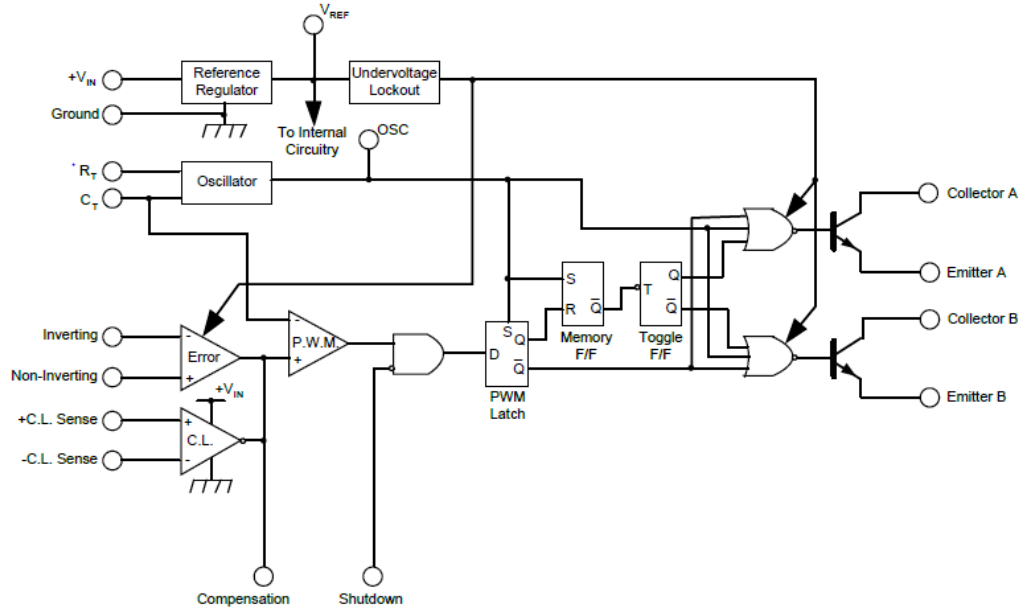 VREF
+VIN
Reference
Regulator
Undervoltage
Lockout
Ground
To Internal
Circuitry
OSC
RT
Oscillator
CT
Collector A
Emitter A
S
R
Q̅
Memory
F/F
T
Q
Q̅
Toggle
F/F
Inverting
-
Error
+
Non-Inverting
-
P.W.M.
+
S
D
Q
Q̅
PWM
Latch
Collector B
Emitter B
+VIN
+C.L. Sense
+
C.L.
-
-C.L. Sense
Compensation
Shutdown